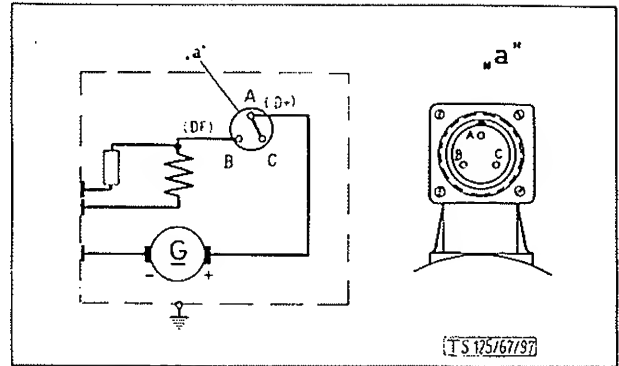 „a“
„a“
A (D+)
(DF)
B C
A
B C
G
- +
TS 125/67/97